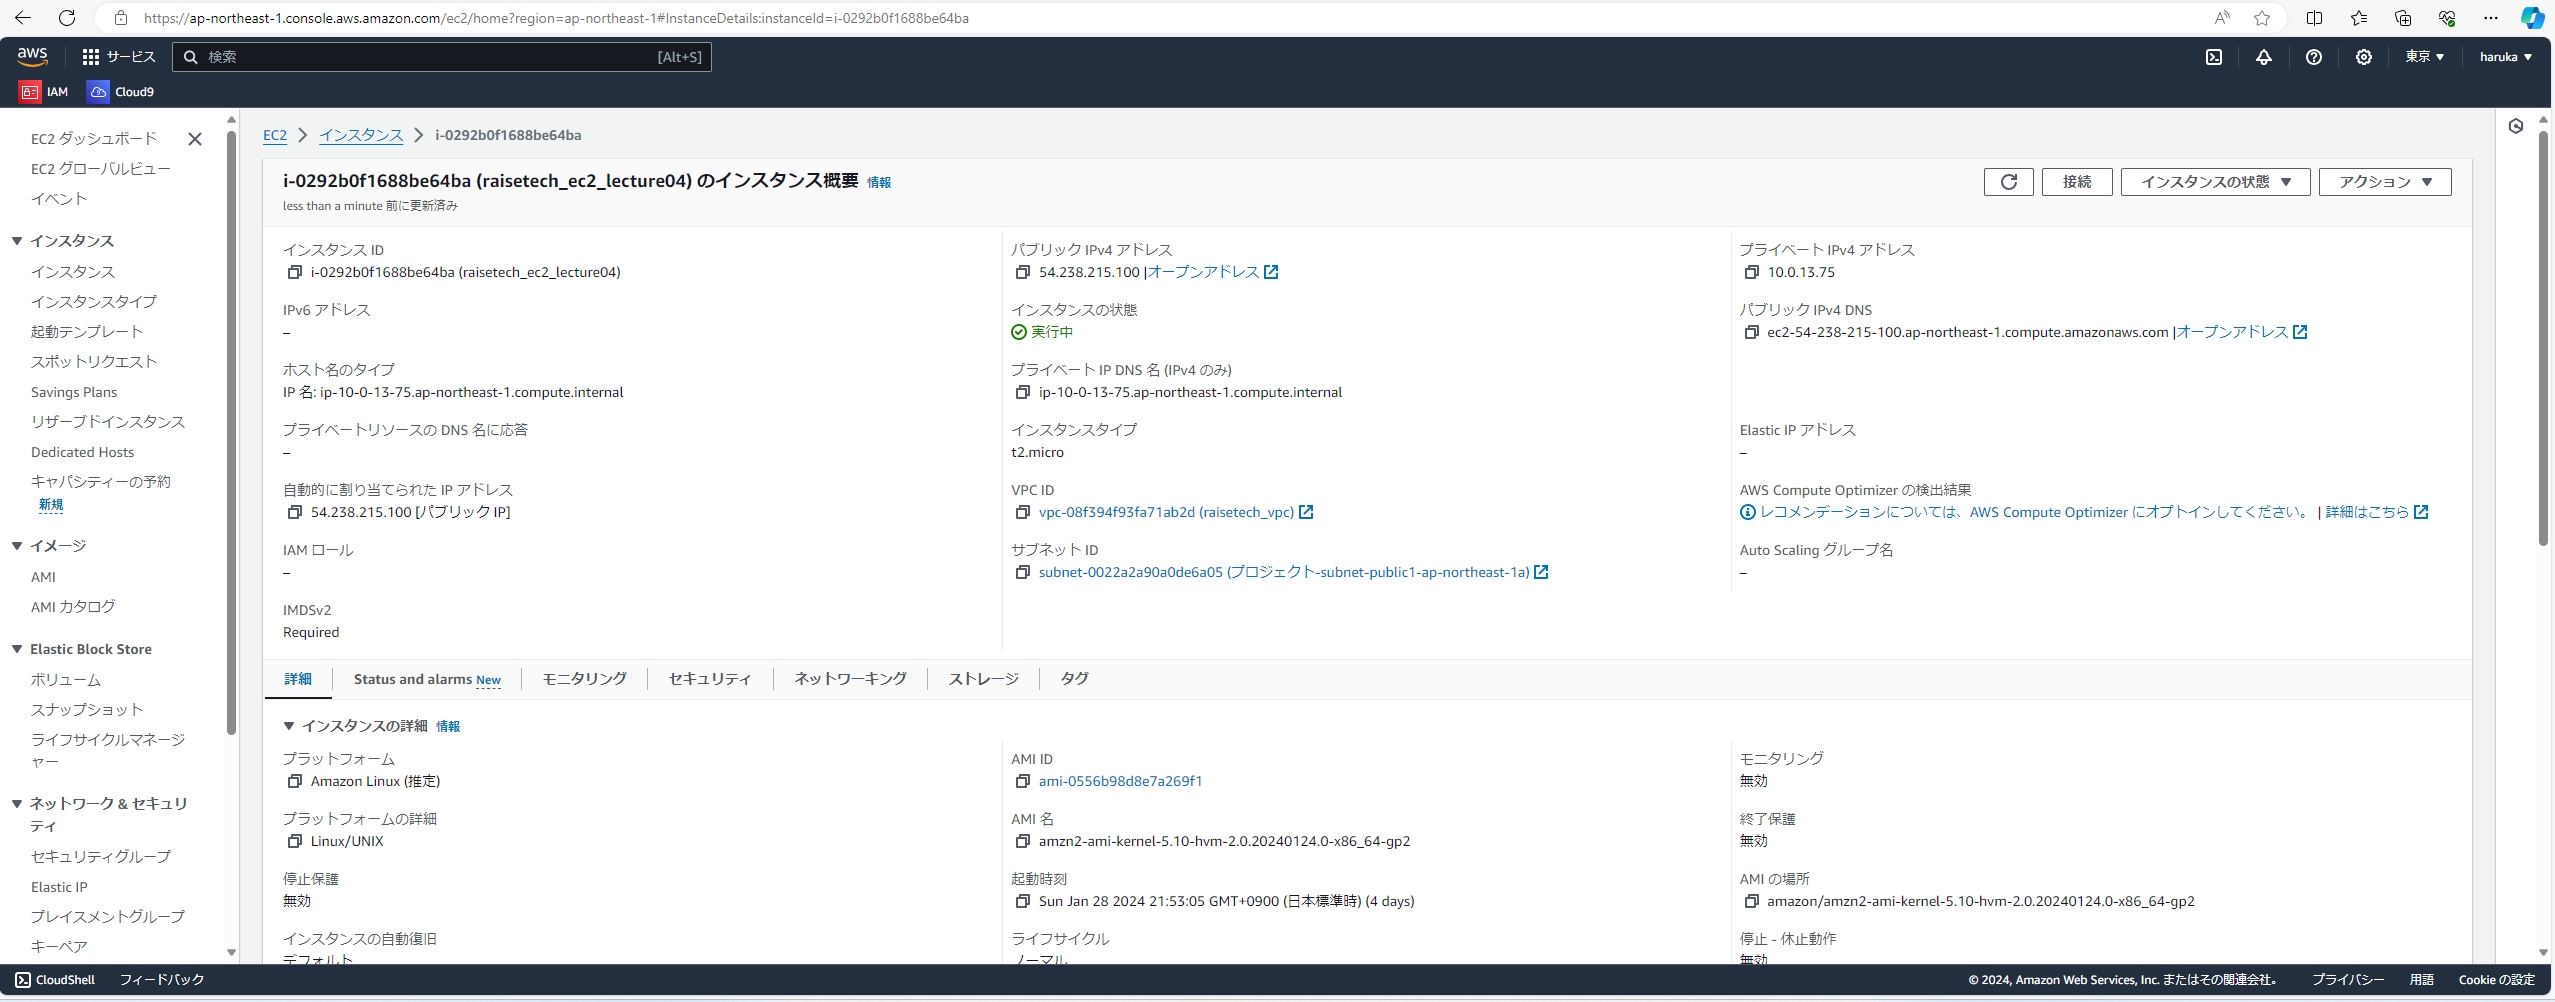 https://ap-northeast-1.console.aws.amazon.com/ec2/home?region=ap-northeast-1#InstanceDetails:instanceId=i-0292b0f1688be64ba
aws サービス 検索 [Alt+S] 東京 ▼ haruka ▼
IAM Cloud9
EC2 ダッシュボード
EC2 グローバルビュー
イベント
インスタンス
インスタンス
インスタンスタイプ
起動テンプレート
スポットリクエスト
Savings Plans
リザーブドインスタンス
Dedicated Hosts
キャパシティーの予約
新規
イメージ
AMI
AMI カタログ
Elastic Block Store
ボリューム
スナップショット
ライフサイクルマネージ
ャー
ネットワーク & セキュリ
ティ
セキュリティグループ
Elastic IP
プレイスメントグループ
キーペア
EC2 > インスタンス > i-0292b0f1688be64ba
i-0292b0f1688be64ba (raisetech_ec2_lecture04) のインスタンス概要 情報
less than a minute 前に更新済み
接続 インスタンスの状態 ▼ アクション ▼
インスタンス ID
i-0292b0f1688be64ba (raisetech_ec2_lecture04)
パブリック IPv4 アドレス
54.238.215.100 |オープンアドレス
プライベート IPv4 アドレス
10.0.13.75
IPv6 アドレス
–
インスタンスの状態
実行中
パブリック IPv4 DNS
ec2-54-238-215-100.ap-northeast-1.compute.amazonaws.com |オープンアドレス
ホスト名のタイプ
IP 名: ip-10-0-13-75.ap-northeast-1.compute.internal
プライベート IP DNS 名 (IPv4 のみ)
ip-10-0-13-75.ap-northeast-1.compute.internal
プライベートリソースの DNS 名に応答
–
インスタンスタイプ
t2.micro
Elastic IP アドレス
–
自動的に割り当てられた IP アドレス
54.238.215.100 [パブリック IP]
VPC ID
vpc-08f394f93fa71ab2d (raisetech_vpc)
AWS Compute Optimizer の検出結果
レコメンデーションについては、AWS Compute Optimizer にオプトインしてください。 | 詳細はこちら
IAM ロール
–
サブネット ID
subnet-0022a2a90a0de6a05 (プロジェクト-subnet-public1-ap-northeast-1a)
Auto Scaling グループ名
–
IMDSv2
Required
詳細 Status and alarms New モニタリング セキュリティ ネットワーキング ストレージ タグ
インスタンスの詳細 情報
プラットフォーム
Amazon Linux (推定)
AMI ID
ami-0556b98d8e7a269f1
モニタリング
無効
プラットフォームの詳細
Linux/UNIX
AMI 名
amzn2-ami-kernel-5.10-hvm-2.0.20240124.0-x86_64-gp2
終了保護
無効
停止保護
無効
起動時刻
Sun Jan 28 2024 21:53:05 GMT+0900 (日本標準時) (4 days)
AMI の場所
amazon/amzn2-ami-kernel-5.10-hvm-2.0.20240124.0-x86_64-gp2
インスタンスの自動復旧
デフォルト
ライフサイクル
ノーマル
停止 - 休止動作
無効
CloudShell フィードバック © 2024, Amazon Web Services, Inc. またはその関連会社。 プライバシー 用語 Cookie の設定